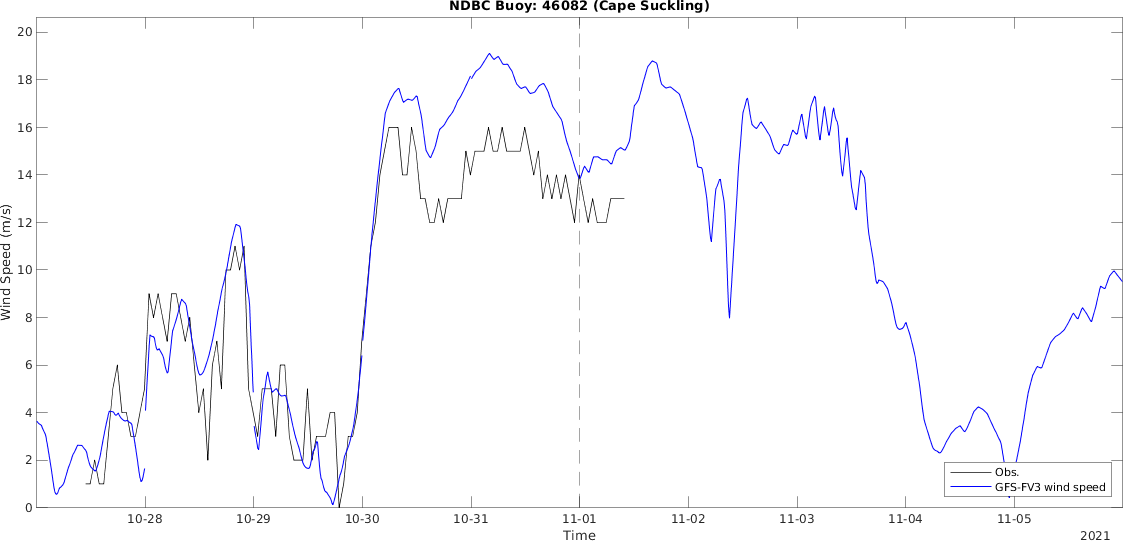 NDBC Buoy: 46082 (Cape Suckling)
20
18
16
14
12
10
8
6
4
2
0
Wind Speed (m/s)
10-28 10-29 10-30 10-31 11-01 11-02 11-03 11-04 11-05
Time
2021
Obs.
GFS-FV3 wind speed